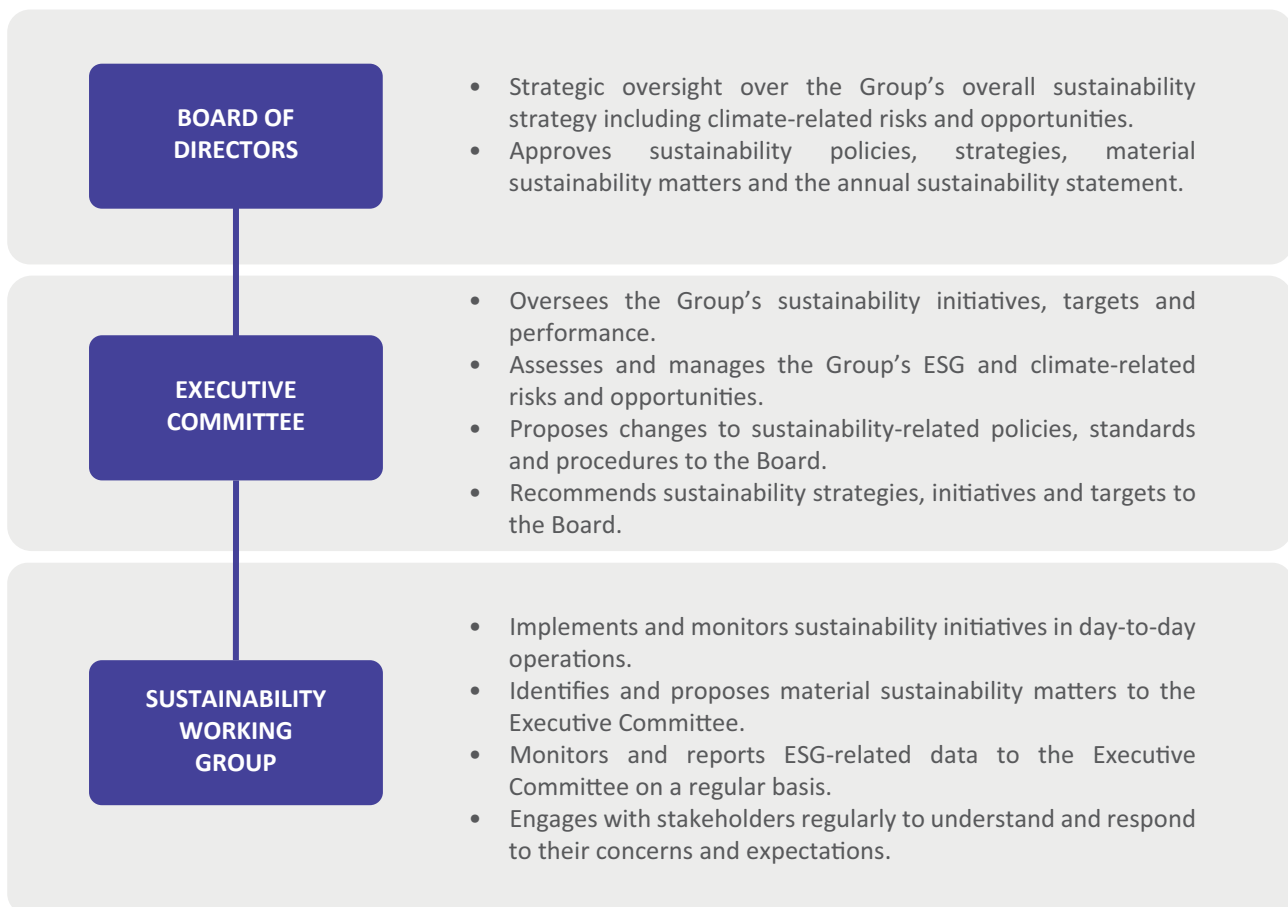 BOARD OF
DIRECTORS
• Strategic oversight over the Group’s overall sustainability
strategy including climate-related risks and opportunities.
• Approves sustainability policies, strategies, material
sustainability matters and the annual sustainability statement.
EXECUTIVE
COMMITTEE
• Oversees the Group’s sustainability initiatives, targets and
performance.
• Assesses and manages the Group’s ESG and climate-related
risks and opportunities.
• Proposes changes to sustainability-related policies, standards
and procedures to the Board.
• Recommends sustainability strategies, initiatives and targets to
the Board.
SUSTAINABILITY
WORKING
GROUP
• Implements and monitors sustainability initiatives in day-to-day
operations.
• Identifies and proposes material sustainability matters to the
Executive Committee.
• Monitors and reports ESG-related data to the Executive
Committee on a regular basis.
• Engages with stakeholders regularly to understand and respond
to their concerns and expectations.